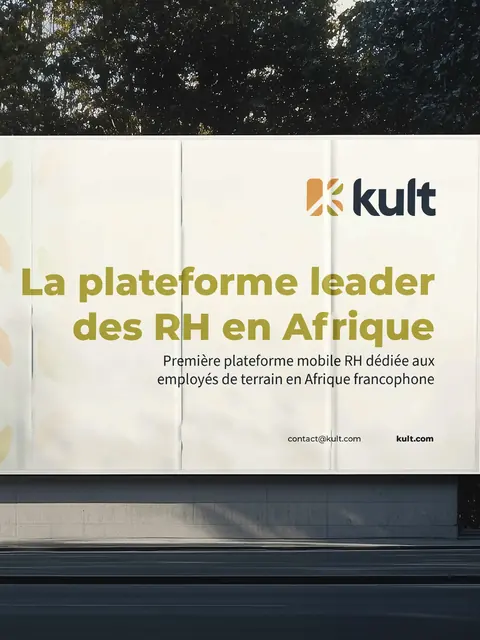 kult
La plateforme leader
des RH en Afrique
Première plateforme mobile RH dédiée aux
employés de terrain en Afrique francophone
contact@kult.com kult.com